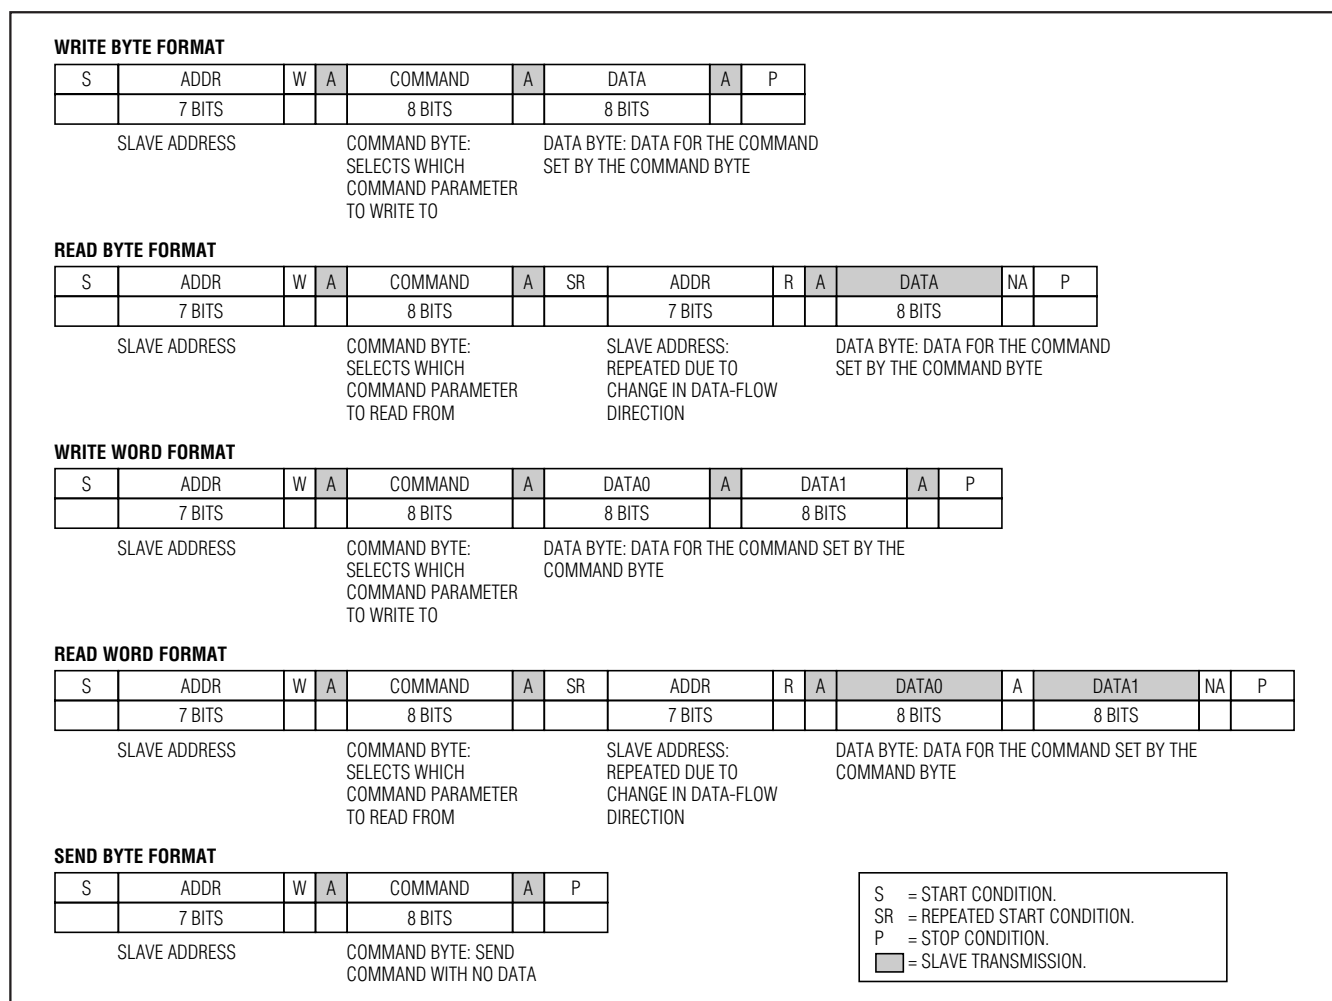 WRITE BYTE FORMAT
S ADDR W A COMMAND A DATA A P
7 BITS 8 BITS 8 BITS
SLAVE ADDRESS COMMAND BYTE: DATA BYTE: DATA FOR THE COMMAND
SELECTS WHICH SET BY THE COMMAND BYTE
COMMAND PARAMETER
TO WRITE TO
READ BYTE FORMAT
S ADDR W A COMMAND A SR ADDR R A DATA NA P
7 BITS 8 BITS 7 BITS 8 BITS
SLAVE ADDRESS COMMAND BYTE: SLAVE ADDRESS: DATA BYTE: DATA FOR THE COMMAND
SELECTS WHICH REPEATED DUE TO SET BY THE COMMAND BYTE
COMMAND PARAMETER CHANGE IN DATA-FLOW
TO READ FROM DIRECTION
WRITE WORD FORMAT
S ADDR W A COMMAND A DATA0 A DATA1 A P
7 BITS 8 BITS 8 BITS 8 BITS
SLAVE ADDRESS COMMAND BYTE: DATA BYTE: DATA FOR THE COMMAND SET BY THE
SELECTS WHICH COMMAND BYTE
COMMAND PARAMETER
TO WRITE TO
READ WORD FORMAT
S ADDR W A COMMAND A SR ADDR R A DATA0 A DATA1 NA P
7 BITS 8 BITS 7 BITS 8 BITS 8 BITS
SLAVE ADDRESS COMMAND BYTE: SLAVE ADDRESS: DATA BYTE: DATA FOR THE COMMAND SET BY THE
SELECTS WHICH REPEATED DUE TO COMMAND BYTE
COMMAND PARAMETER CHANGE IN DATA-FLOW
TO READ FROM DIRECTION
SEND BYTE FORMAT
S ADDR W A COMMAND A P
7 BITS 8 BITS
SLAVE ADDRESS COMMAND BYTE: SEND
COMMAND WITH NO DATA
S = START CONDITION.
SR = REPEATED START CONDITION.
P = STOP CONDITION.
= SLAVE TRANSMISSION.